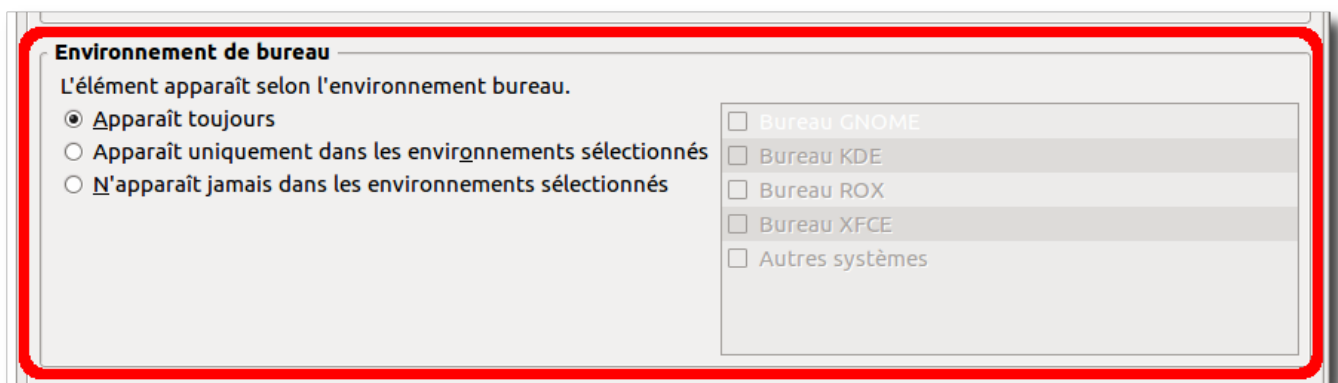 Environnement de bureau
L'élément apparaît selon l'environnement bureau.
Apparaît toujours
Apparaît uniquement dans les environnements sélectionnés
N'apparaît jamais dans les environnements sélectionnés
Bureau GNOME
Bureau KDE
Bureau ROX
Bureau XFCE
Autres systèmes